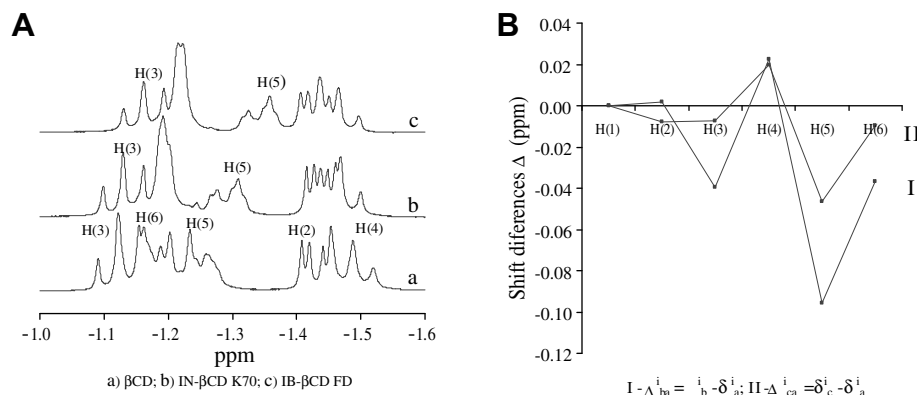 A
H(3)
H(5)
c
H(3)
H(5)
b
H(3)
H(6)
H(5)
H(2)
H(4)
a
-1.0
-1.1
-1.2
-1.3
-1.4
-1.5
-1.6
ppm
a) βCD; b) IN-βCD K70; c) IB-βCD FD
B
Shift diferences Δ (ppm)
0.04
0.02
0.00
-0.02
-0.04
-0.06
-0.08
-0.10
-0.12
H(1)
H(2)
H(3)
H(4)
H(5)
H(6)
II
I
I - Δ i ba = i b - δ i a ; II - Δ i ca = δ i c - δ i a